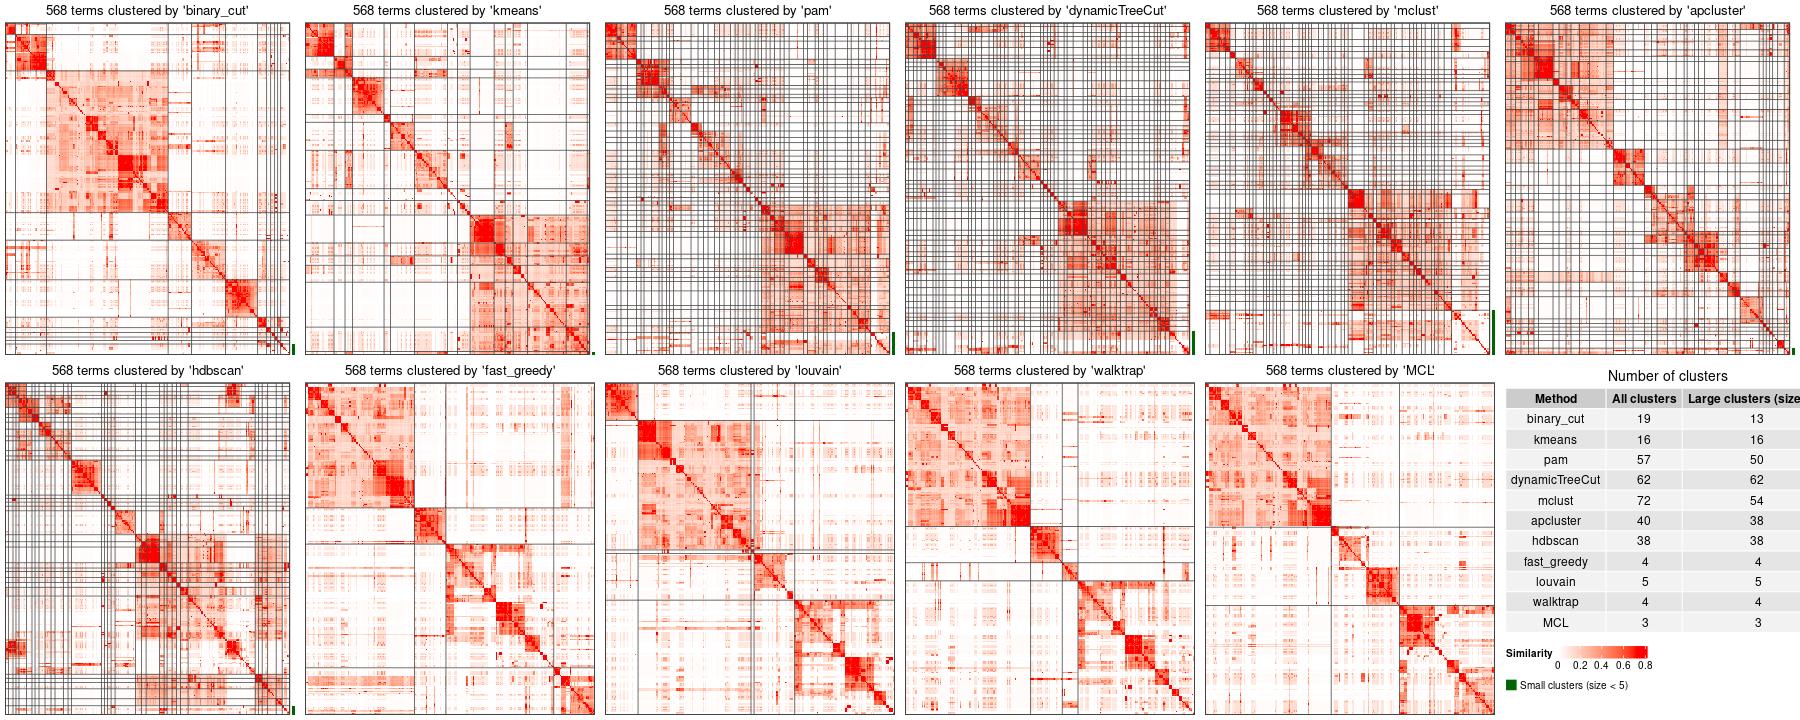 568 terms clustered by 'binary_cut'
568 terms clustered by 'kmeans'
568 terms clustered by 'pam'
568 terms clustered by 'dynamicTreeCut'
568 terms clustered by 'mclust'
568 terms clustered by 'apcluster'
568 terms clustered by 'hdbscan'
568 terms clustered by 'fast_greedy'
568 terms clustered by 'louvain'
568 terms clustered by 'walktrap'
568 terms clustered by 'MCL'
Number of clusters
Method All clusters Large clusters (size
binary_cut 19 13
kmeans 16 16
pam 57 50
dynamicTreeCut 62 62
mclust 72 54
apcluster 40 38
hdbscan 38 38
fast_greedy 4 4
louvain 5 5
walktrap 4 4
MCL 3 3
Similarity
0 0.2 0.4 0.6 0.8
Small clusters (size < 5)